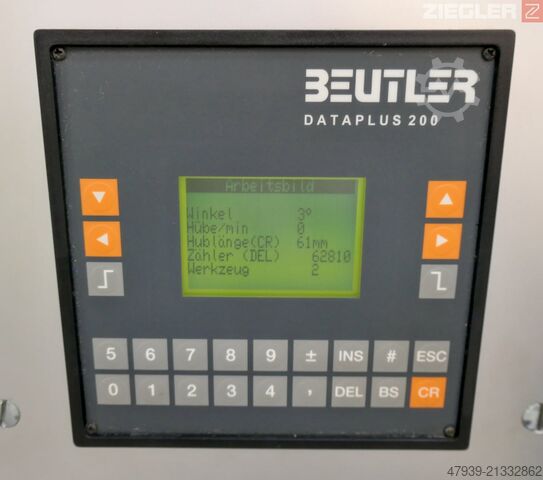 ZIEGLER Z
BEUTLER
DATAPLUS 200
Arbeitsbild
Winkel 3°
Hübe/min 0
Hublänge(CR) 61mm
Zähler (DEL) 62810
Werkzeug 2
5 6 7 8 9 ± INS # ESC
0 1 2 3 4 , DEL BS CR
47939-21332862